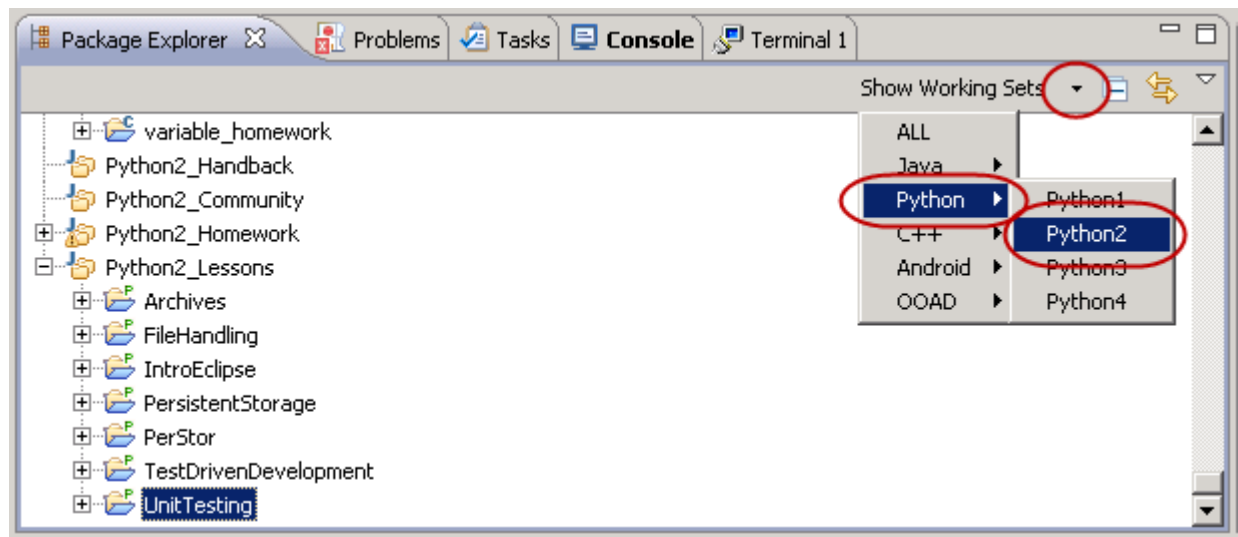 Package Explorer Problems Tasks Console Terminal 1
Show Working Sets
variable_homework
Python2_Handback
Python2_Community
Python2_Homework
Python2_Lessons
Archives
FileHandling
IntroEclipse
PersistentStorage
PerStor
TestDrivenDevelopment
UnitTesting
ALL
Java
Python
C++
Android
OOAD
Python1
Python2
Python3
Python4